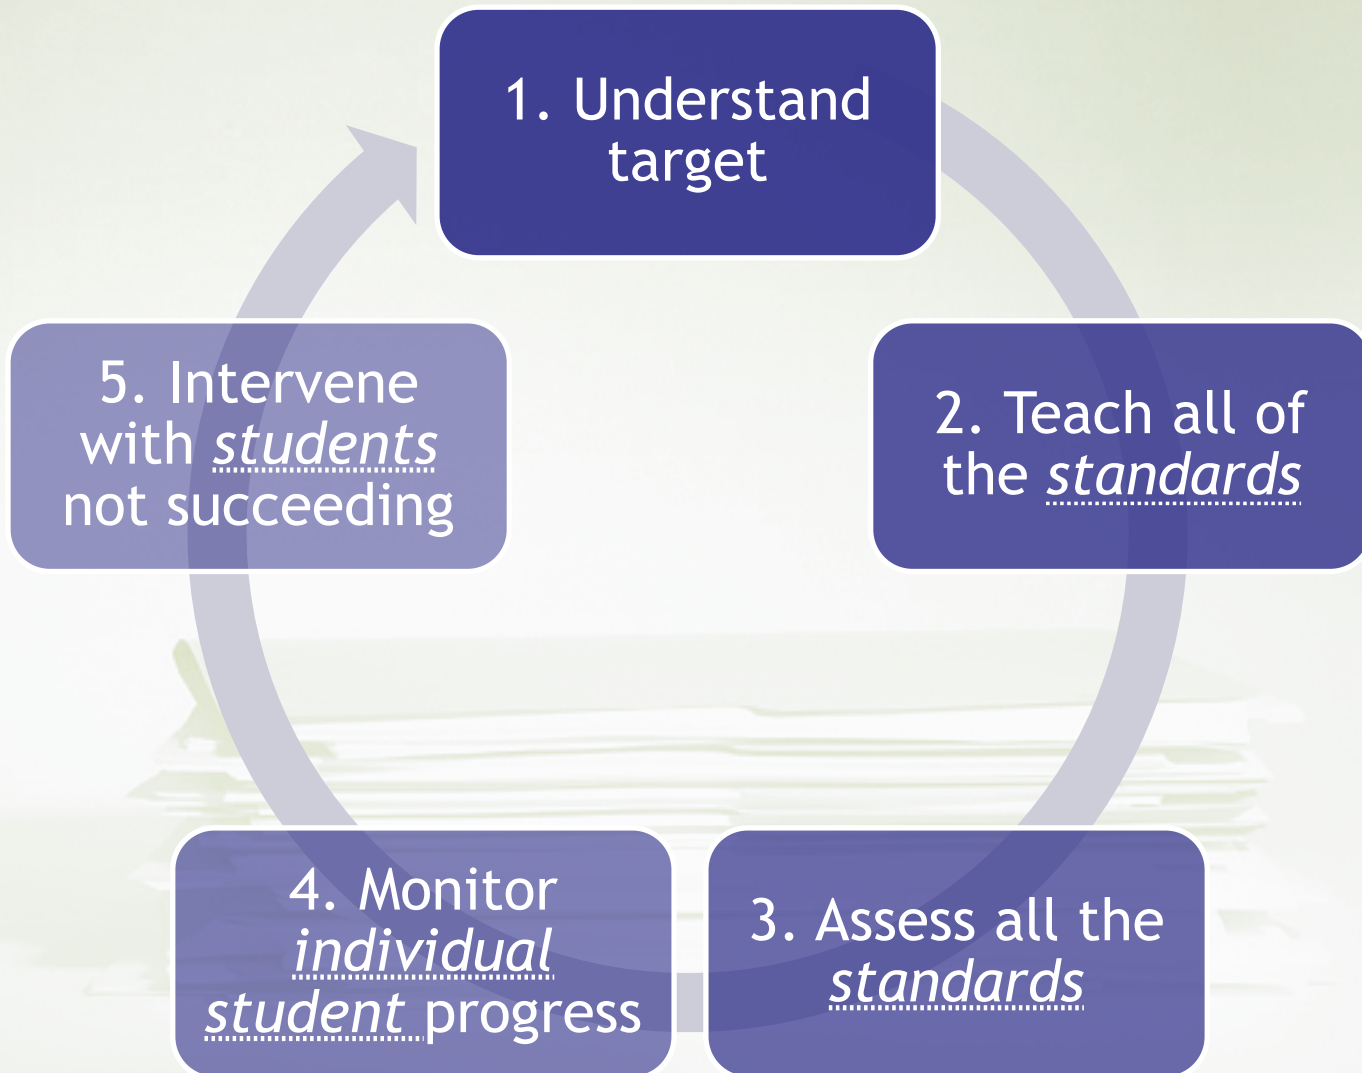 1. Understand
target
2. Teach all of
the standards
3. Assess all the
standards
4. Monitor
individual
student progress
5. Intervene
with students
not succeeding